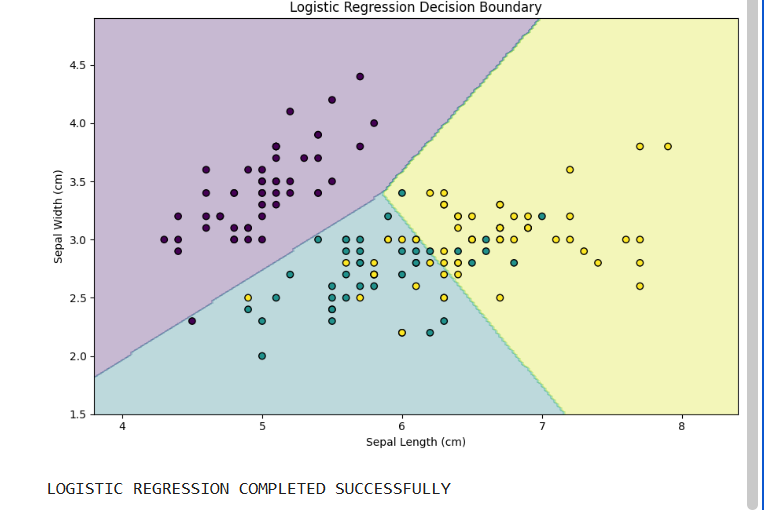 Logistic Regression Decision Boundary
4.5
4.0
3.5
3.0
2.5
2.0
1.5
Sepal Width (cm)
4 5 6 7 8
Sepal Length (cm)
LOGISTIC REGRESSION COMPLETED SUCCESSFULLY